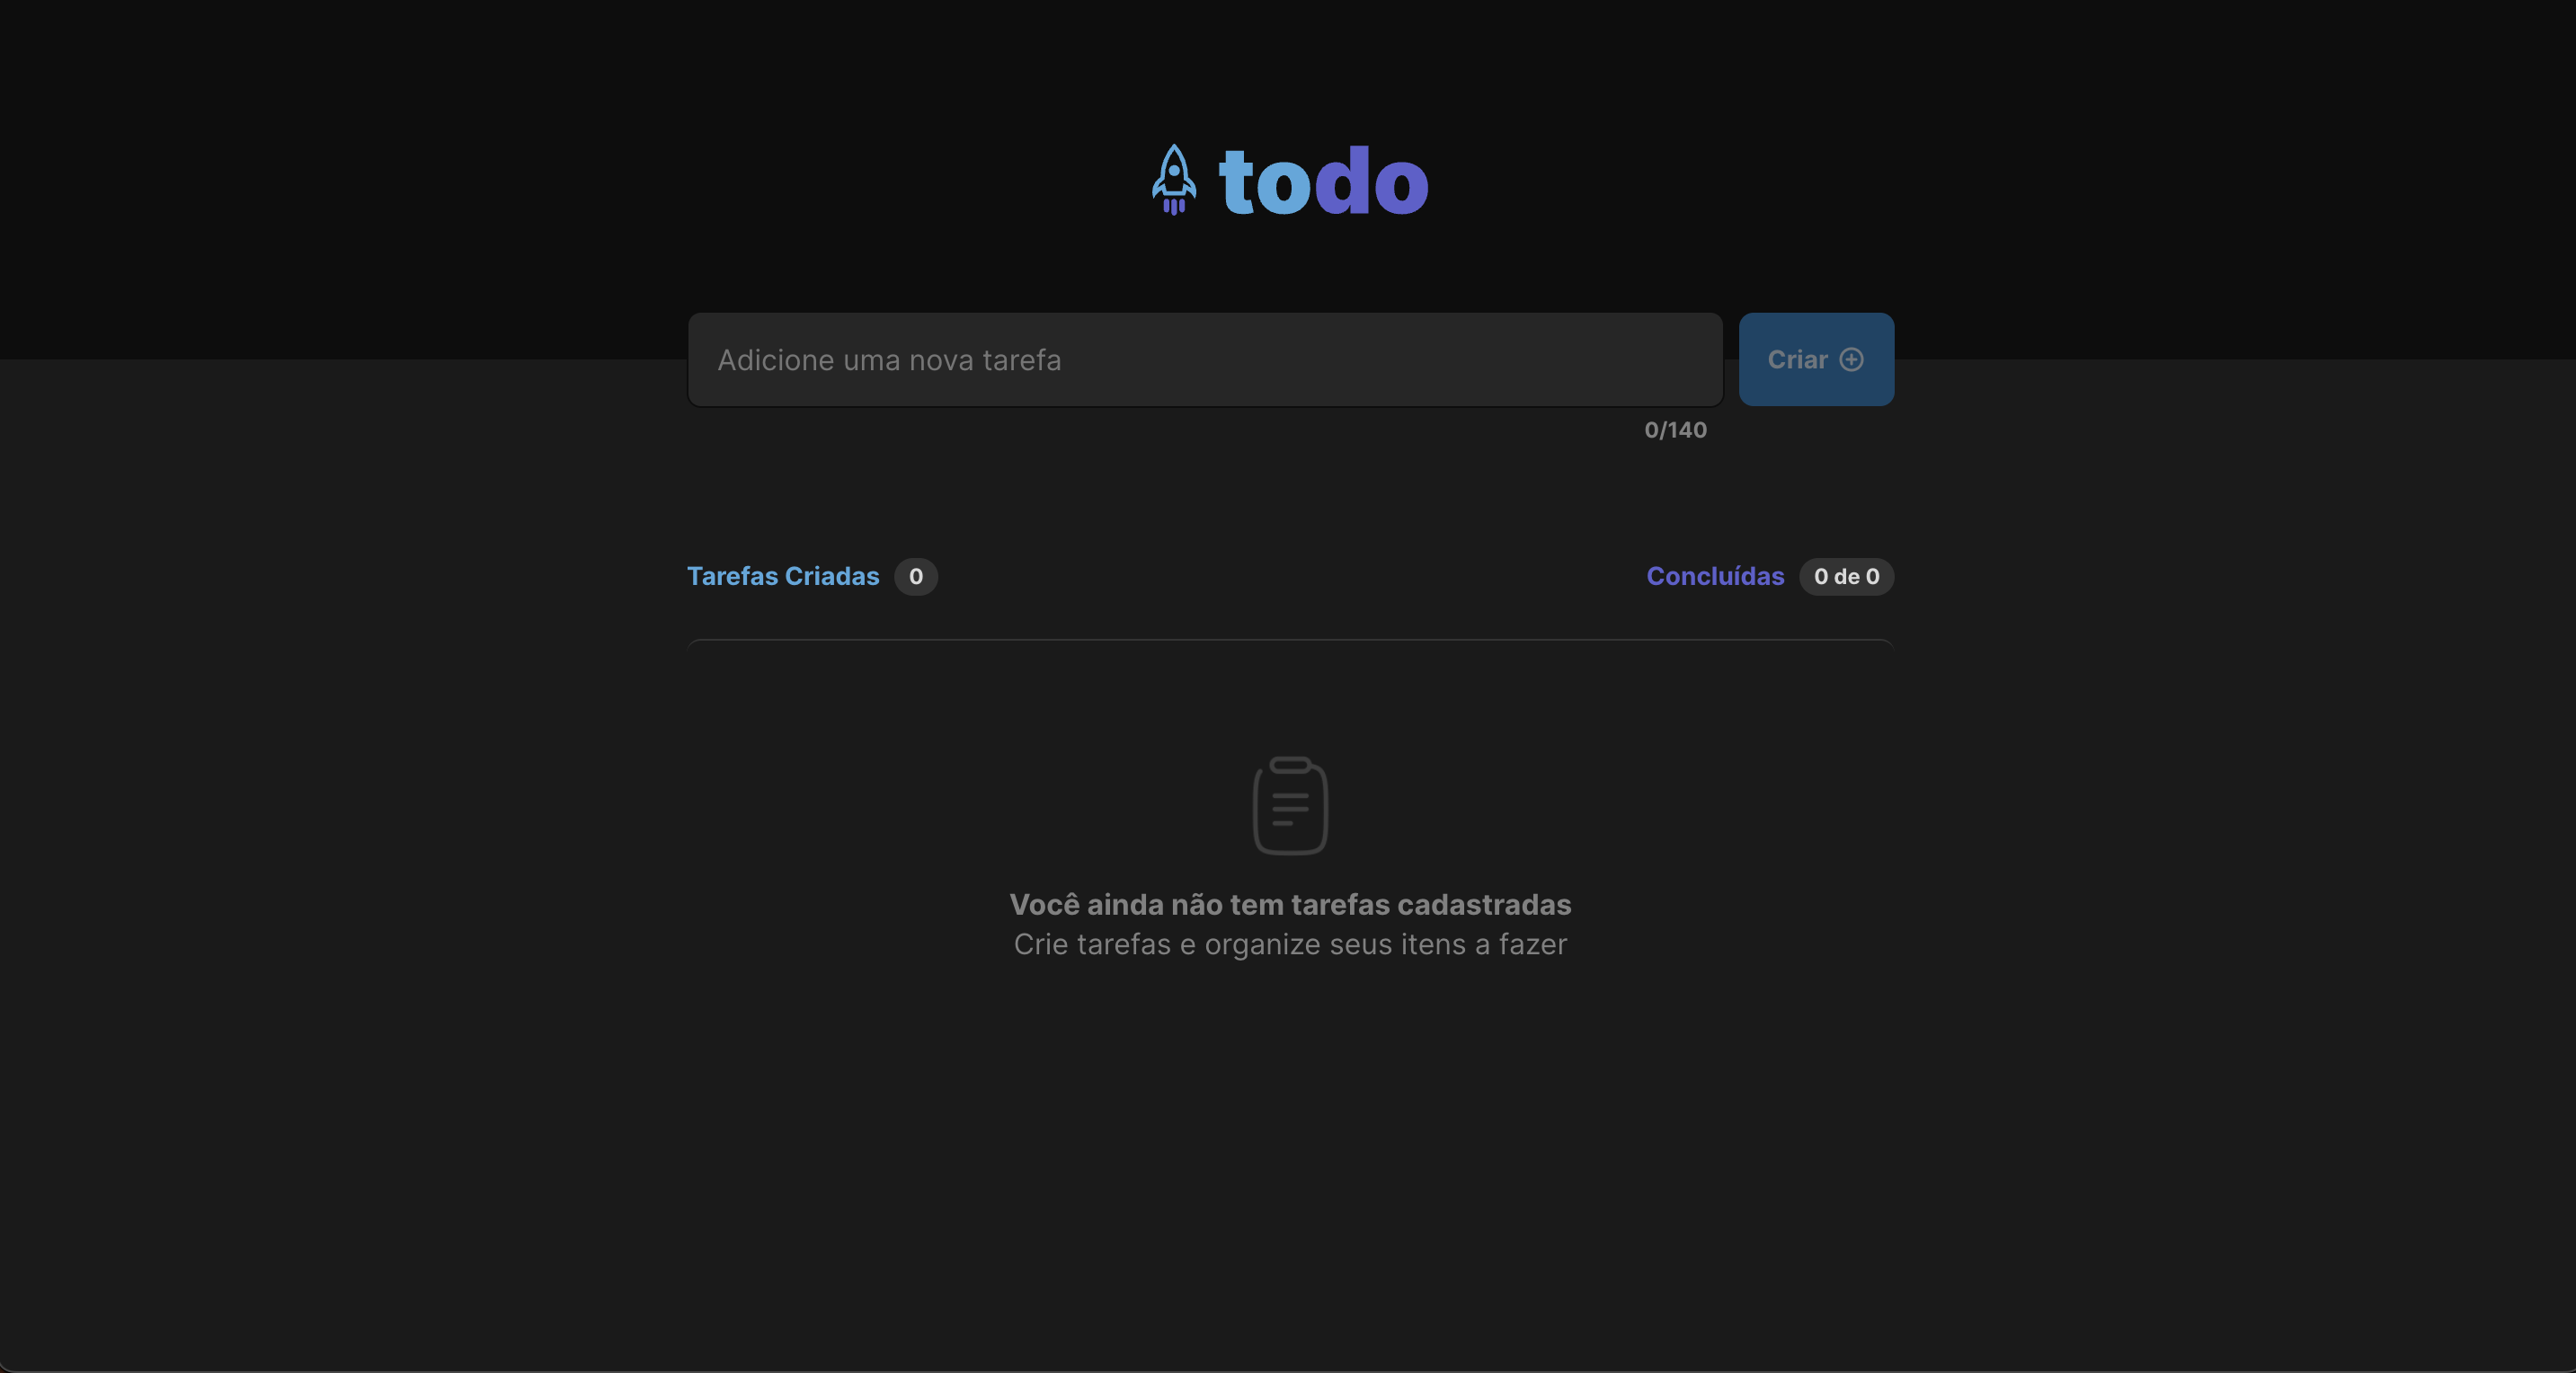 todo
Adicione uma nova tarefa
Criar
0/140
Tarefas Criadas 0
Concluídas 0 de 0
Você ainda não tem tarefas cadastradas
Crie tarefas e organize seus itens a fazer